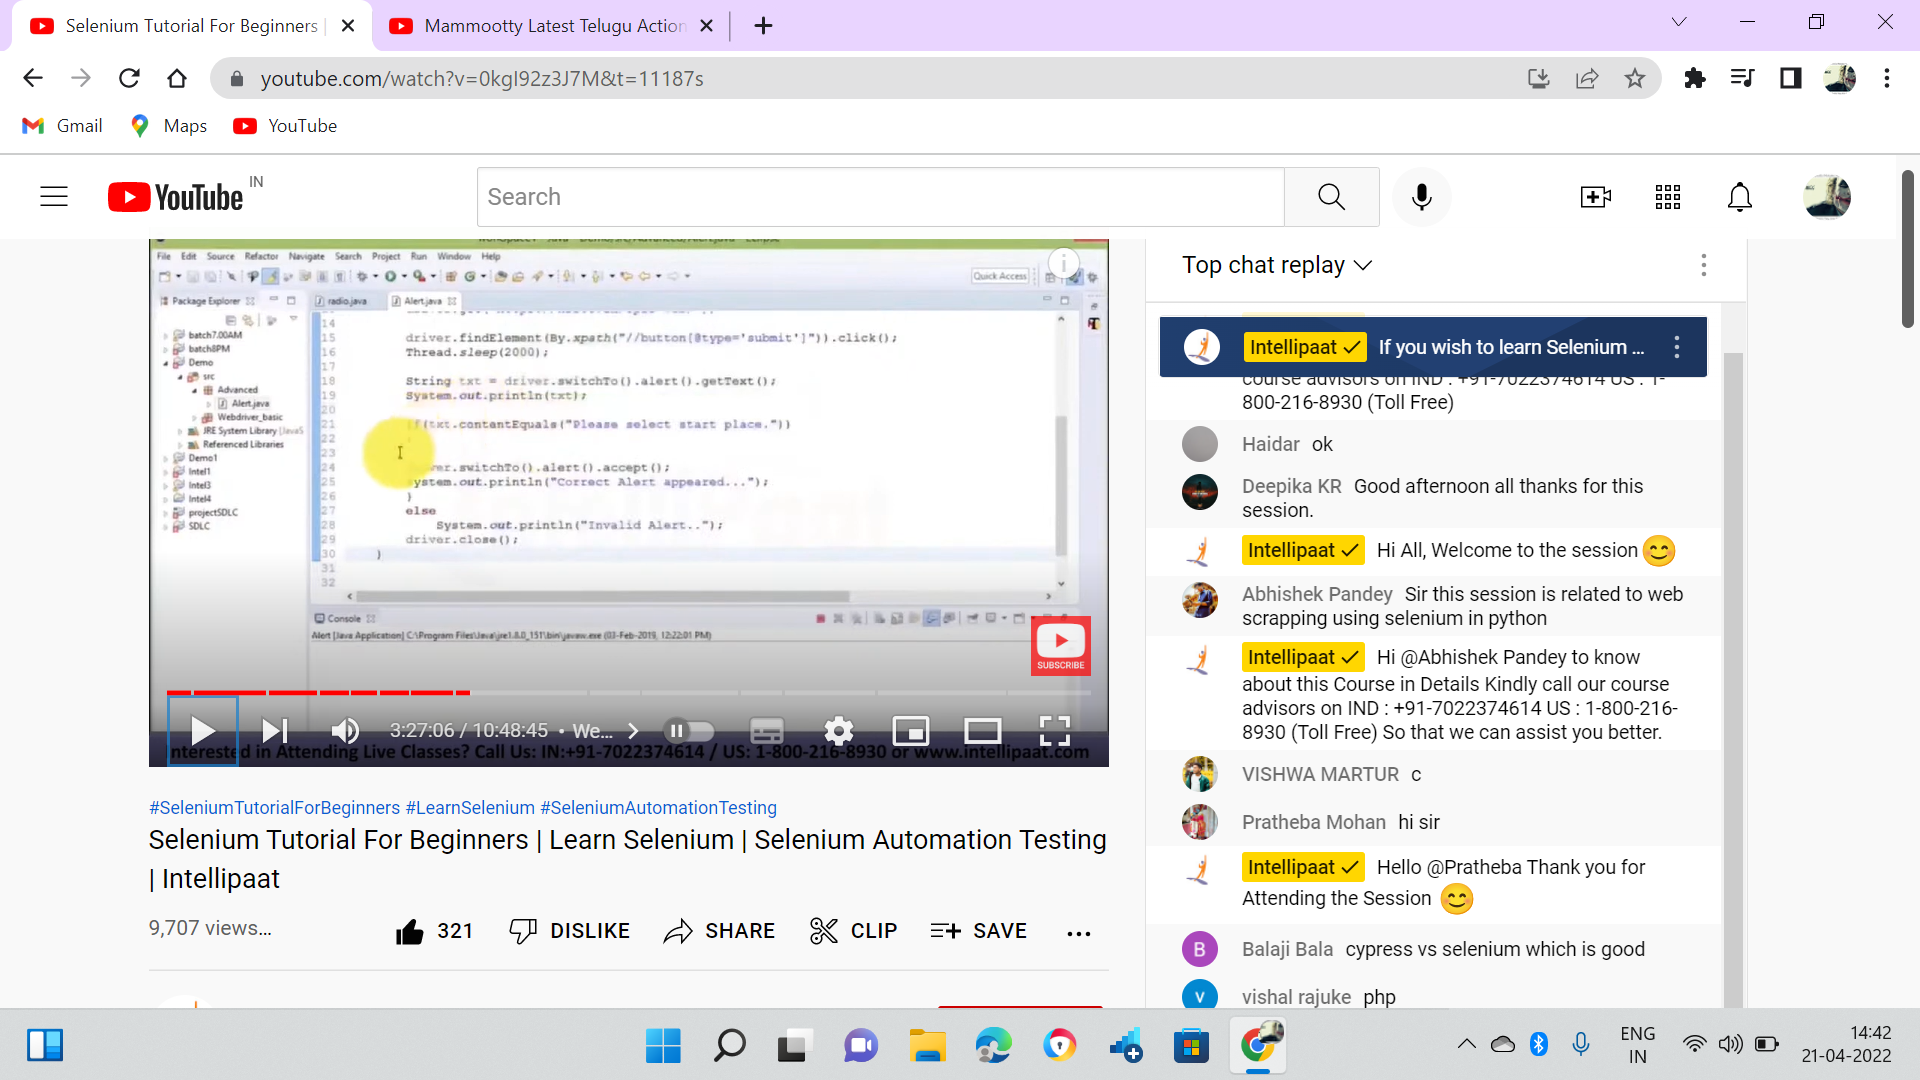 Selenium Tutorial For Beginners |
Mammootty Latest Telugu Action
youtube.com/watch?v=0kgI92z3J7M&t=11187s
Gmail
Maps
YouTube
YouTube IN
Search
File Edit Source Refactor Navigate Search Project Run Window Help
Quick Access
Package Explorer
radio.java
Alert.java
batch7.00AM
batch8PM
Demo
src
Advanced
Alert.java
Webdriver_basic
JRE System Library [JavaS
Referenced Libraries
Demo1
Intel1
Intel3
Intel4
projectSDLC
SDLC
14
15 driver.findElement(By.xpath("//button[@type='submit']")).click();
16 Thread.sleep(2000);
17
18 String txt = driver.switchTo().alert().getText();
19 System.out.println(txt);
20
21 if(txt.contentEquals("Please select start place."))
22
23
24 driver.switchTo().alert().accept();
25 System.out.println("Correct Alert appeared...");
26 }
27 else
28 System.out.println("Invalid Alert..");
29 driver.close();
30 }
31
32
Console
Alert [Java Application] C:\Program Files\Java\jre1.8.0_151\bin\javaw.exe (03-Feb-2019, 12:22:01 PM)
SUBSCRIBE
3:27:06 / 10:48:45 • We...
nterested in Attending Live Classes? Call Us: IN:+91-7022374614 / US: 1-800-216-8930 or www.intellipaat.com
#SeleniumTutorialForBeginners #LearnSelenium #SeleniumAutomationTesting
Selenium Tutorial For Beginners | Learn Selenium | Selenium Automation Testing
| Intellipaat
9,707 views...
321
DISLIKE
SHARE
CLIP
SAVE
Top chat replay
Intellipaat If you wish to learn Selenium ...
course advisors on IND : +91-7022374614 US : 1-
800-216-8930 (Toll Free)
Haidar ok
Deepika KR Good afternoon all thanks for this
session.
Intellipaat Hi All, Welcome to the session😊
Abhishek Pandey Sir this session is related to web
scrapping using selenium in python
Intellipaat Hi @Abhishek Pandey to know
about this Course in Details Kindly call our course
advisors on IND : +91-7022374614 US : 1-800-216-
8930 (Toll Free) So that we can assist you better.
VISHWA MARTUR c
Pratheba Mohan hi sir
Intellipaat Hello @Pratheba Thank you for
Attending the Session 😊
B Balaji Bala cypress vs selenium which is good
v vishal rajuke php
ENG
IN
14:42
21-04-2022